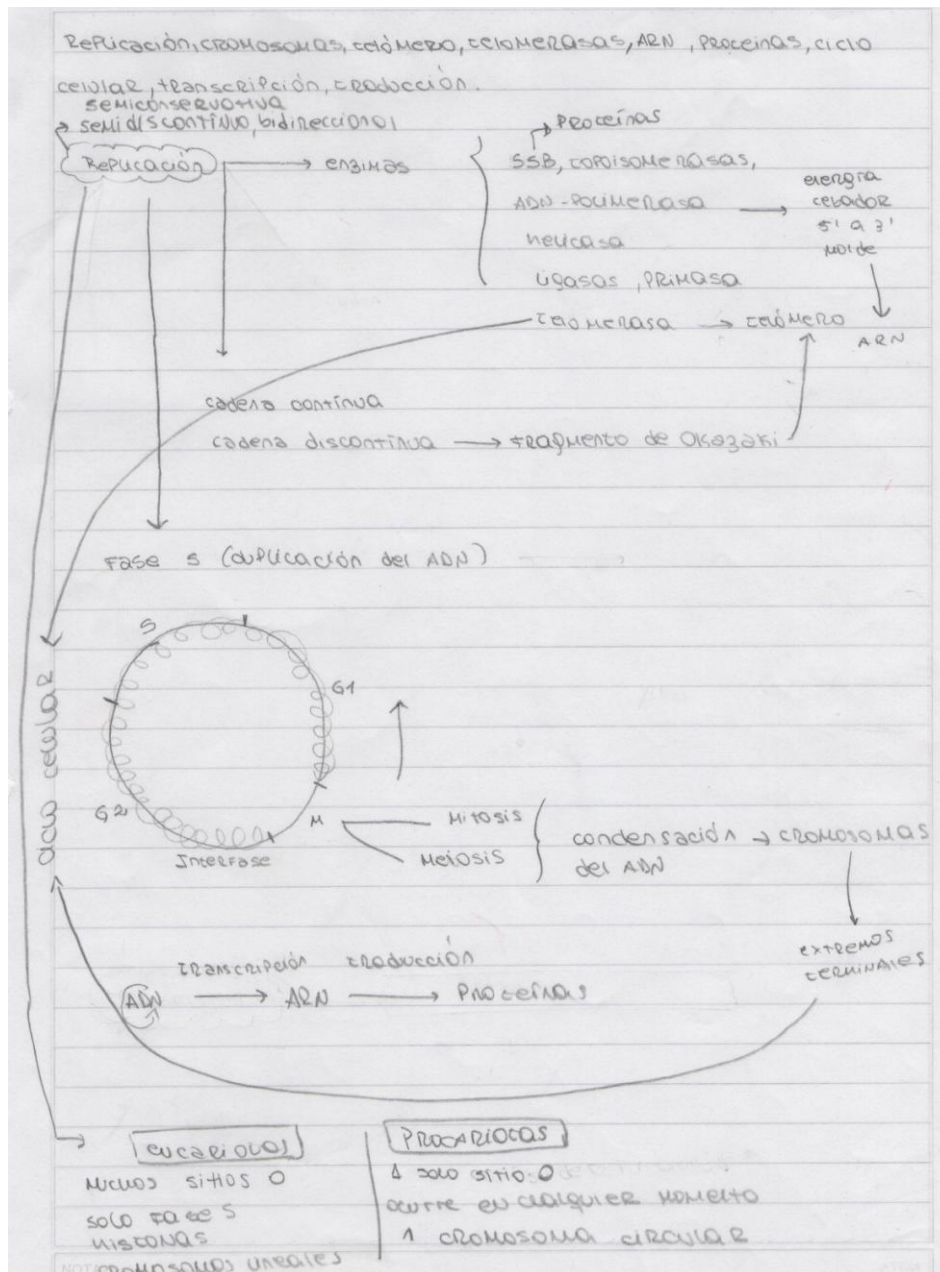 Replicación, cromosomas, telómero, telomerasas, ARN, proteinas, ciclo
celular, transcripción, traducción.
semiconservativa
semidiscontinuo, bidireccional
Replicación → enzimas
Proteínas
SSB, topoisomerasas,
ADN-Polimerasa →
helicasa
ligasas, Primasa
energia
cebador
5' a 3'
molde
telomerasa → telómero
ARN
cadena continua
cadena discontinua → fragmento de Okazaki
Fase S (duplicación del ADN)
S
G1
G2
M
Interfase
ciclo celular
Mitosis
Meiosis
condensación → cromosomas
del ADN
extremos
terminales
transcripción traducción
ADN → ARN → Proteínas
eucariotas
Muchos sitios O
solo fase S
histonas
cromosomas lineales
Procariotas
1 solo sitio O
ocurre en cualquier momento
1 cromosoma circular